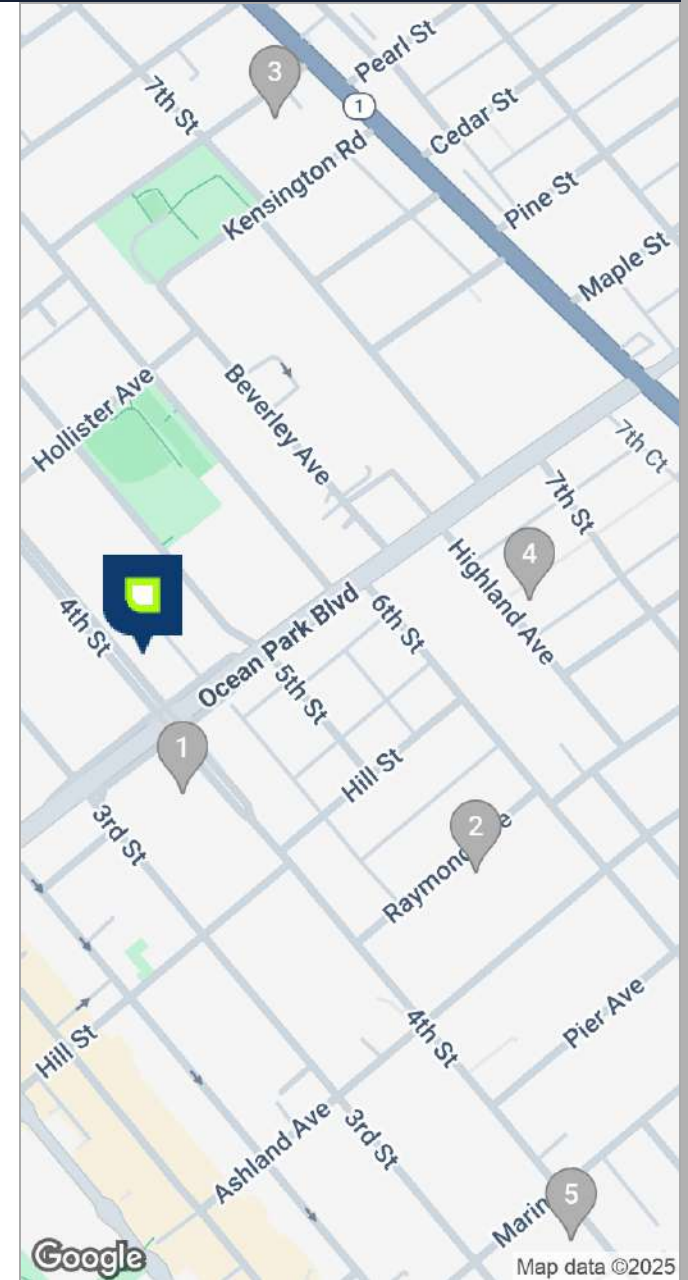 Pearl St
3
7th St
1
Cedar St
Kensington Rd
Pine St
Maple St
Hollister Ave
Beverley Ave
7th Ct
7th St
4
Highland Ave
4th St
Ocean Park Blvd
6th St
5th St
1
Hill St
3rd St
2
4th St
Pier Ave
Hill St
Ashland Ave
3rd St
5
Google
Map data ©2025